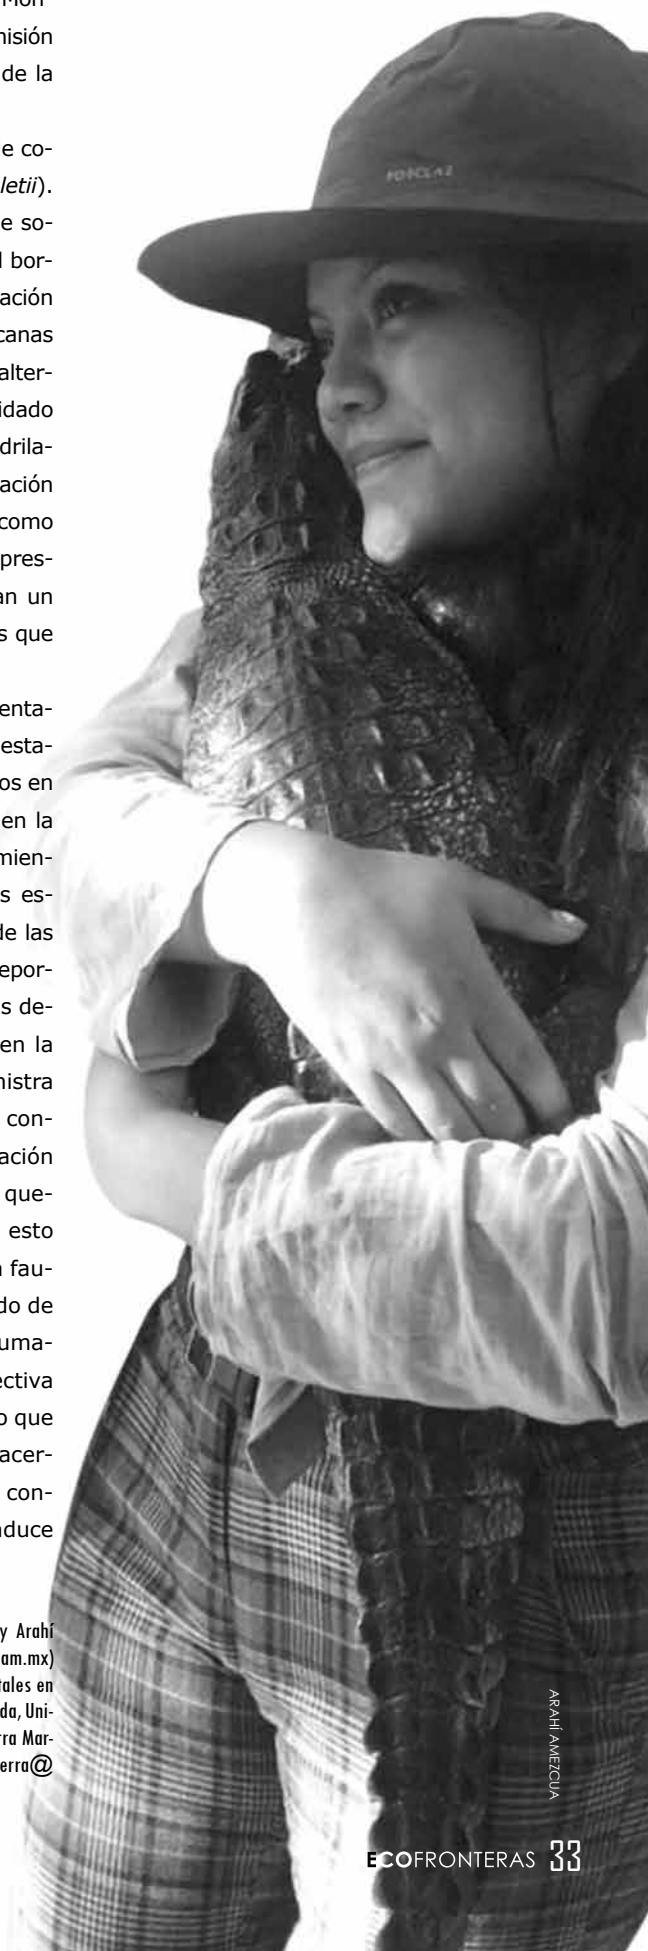 misión
de la
e co-
letii).
e so-
l bor-
ación
canas
alter-
idado
drila-
ación
como
pres-
an un
s que
enta-
esta-
os en
en la
mien-
s es-
de las
epor-
s de-
en la
nistra
con-
ación
que-
esto
fau-
do de
uma-
ectiva
o que
acer-
con-
duce
y Arahí
am.mx)
tales en
da, Uni-
rra Mar-
erra@
ARAHÍ AMEZCUA
ECOFRONTERAS 33